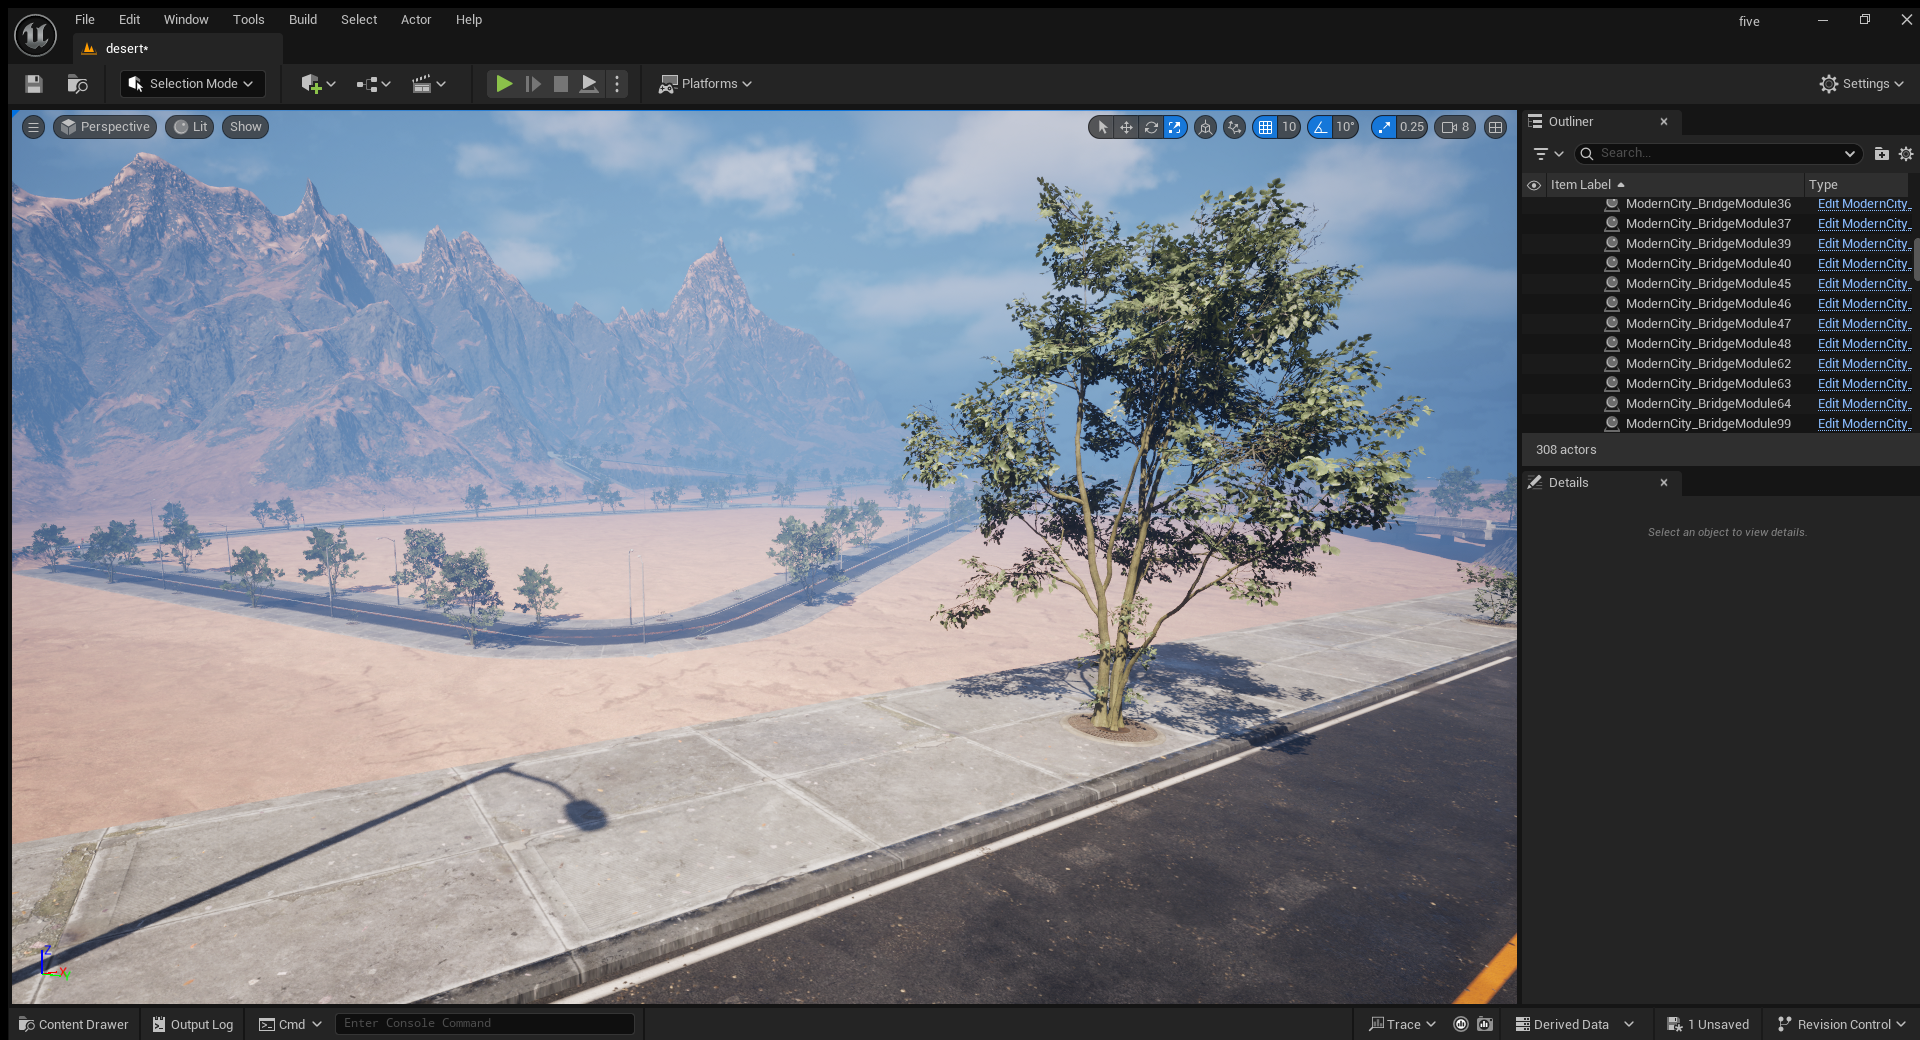 File Edit Window Tools Build Select Actor Help
five
desert*
Selection Mode
Platforms
Settings
Perspective Lit Show
10 10° 0.25 8
Outliner
Search...
Item Label Type
ModernCity_BridgeModule36 Edit ModernCity_
ModernCity_BridgeModule37 Edit ModernCity_
ModernCity_BridgeModule39 Edit ModernCity_
ModernCity_BridgeModule40 Edit ModernCity_
ModernCity_BridgeModule45 Edit ModernCity_
ModernCity_BridgeModule46 Edit ModernCity_
ModernCity_BridgeModule47 Edit ModernCity_
ModernCity_BridgeModule48 Edit ModernCity_
ModernCity_BridgeModule62 Edit ModernCity_
ModernCity_BridgeModule63 Edit ModernCity_
ModernCity_BridgeModule64 Edit ModernCity_
ModernCity_BridgeModule99 Edit ModernCity_
308 actors
Details
Select an object to view details.
Z
X
Content Drawer Output Log Cmd Enter Console Command Trace Derived Data 1 Unsaved Revision Control